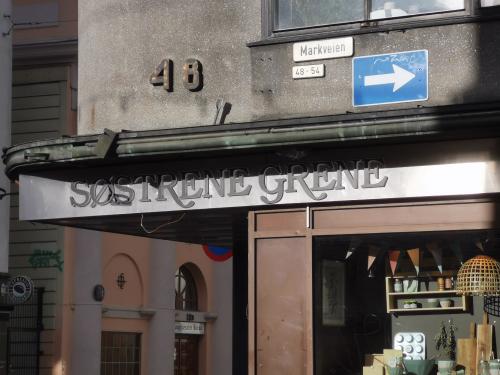 Markveien
48 - 54
48
SØSTRENE GRENE